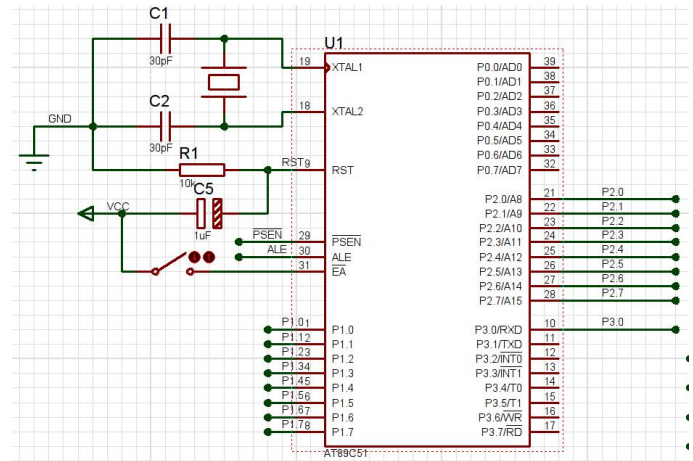 C1
30pF
U1
19 XTAL1
18 XTAL2
GND
C2
30pF
R1
10k
RST 9 RST
C5
1uF
VCC
PSEN 29 PSEN
ALE 30 ALE
31 EA
P1.0 1 P1.0
P1.1 2 P1.1
P1.2 3 P1.2
P1.3 4 P1.3
P1.4 5 P1.4
P1.5 6 P1.5
P1.6 7 P1.6
P1.7 8 P1.7
P0.0/AD0 39
P0.1/AD1 38
P0.2/AD2 37
P0.3/AD3 36
P0.4/AD4 35
P0.5/AD5 34
P0.6/AD6 33
P0.7/AD7 32
P2.0/A8 21 P2.0
P2.1/A9 22 P2.1
P2.2/A10 23 P2.2
P2.3/A11 24 P2.3
P2.4/A12 25 P2.4
P2.5/A13 26 P2.5
P2.6/A14 27 P2.6
P2.7/A15 28 P2.7
P3.0/RXD 10 P3.0
P3.1/TXD 11
P3.2/INT0 12
P3.3/INT1 13
P3.4/T0 14
P3.5/T1 15
P3.6/WR 16
P3.7/RD 17
AT89C51